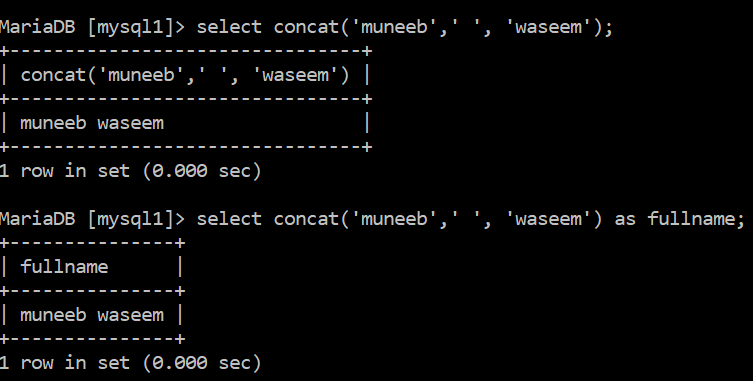 MariaDB [mysql1]> select concat('muneeb',' ', 'waseem');
+--------------------------------+
| concat('muneeb',' ', 'waseem') |
+--------------------------------+
| muneeb waseem                  |
+--------------------------------+
1 row in set (0.000 sec)
MariaDB [mysql1]> select concat('muneeb',' ', 'waseem') as fullname;
+---------------+
| fullname      |
+---------------+
| muneeb waseem |
+---------------+
1 row in set (0.000 sec)